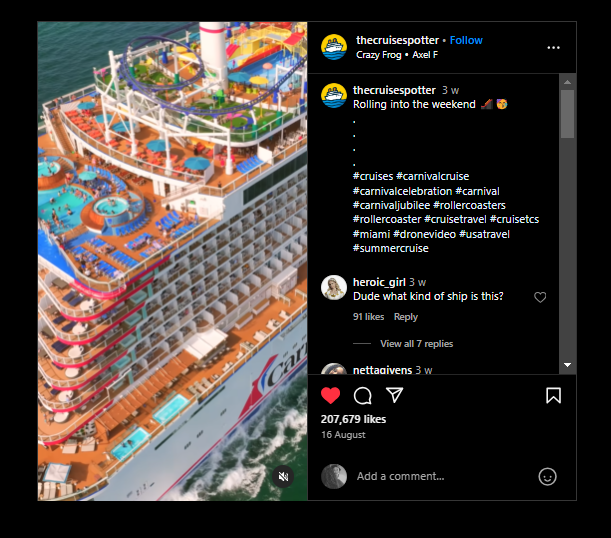 thecruisespotter • Follow
Crazy Frog • Axel F
thecruisespotter 3 w
Rolling into the weekend
.
.
.
.
#cruises #carnivalcruise
#carnivalcelebration #carnival
#carnivaljubilee #rollercoasters
#rollercoaster #cruisetravel #cruisetcs
#miami #dronevideo #usatravel
#summercruise
heroic_girl 3 w
Dude what kind of ship is this?
91 likes Reply
View all 7 replies
nettagivens 3 w
207,679 likes
16 August
Add a comment...